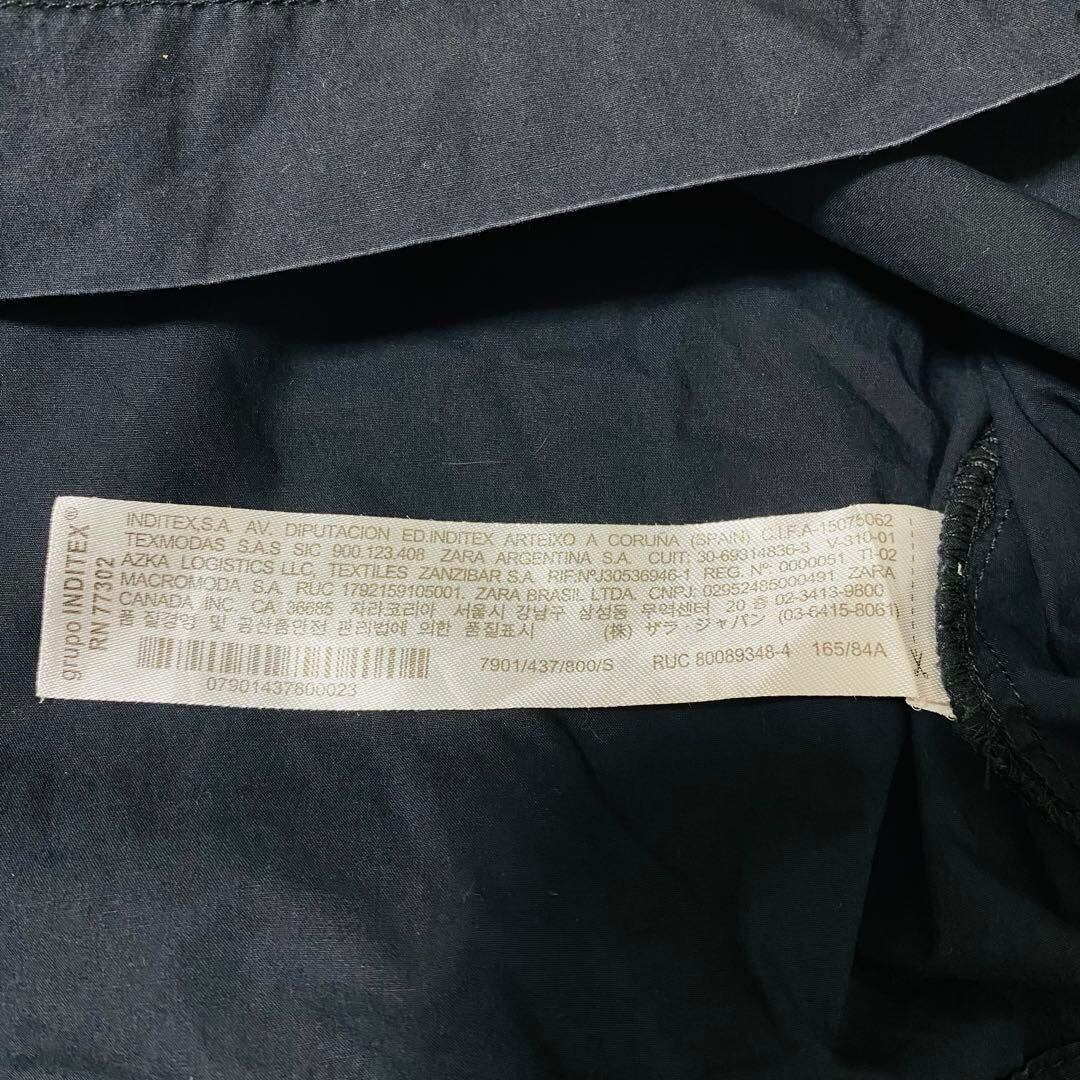 grupo INDITEX®
RN 77302
INDITEX,S.A. AV. DIPUTACION ED.INDITEX ARTEIXO A CORUNA (SPAIN) C.I.F.A-15075062
TEXMODAS S.A.S SIC 900.123.408 ZARA ARGENTINA S.A. CUIT: 30-69314836-3 V-310-01
AZKA LOGISTICS LLC, TEXTILES ZANZIBAR S.A. RIF:NºJ30536946-1 REG. Nº: 0000051 TI-02
MACROMODA S.A. RUC 1792159105001. ZARA BRASIL LTDA. CNPJ: 02952485000491 ZARA
CANADA INC. CA 36685 자라코리아 서울시 강남구 삼성동 무역센터 20 층 02-3413-9800
품 질경영 및 공산품안전 관리법에 의한 품질표시 (株) ザラ・ジャパン (03-6415-8061)
7901/437/800/S RUC 80089348-4 165/84A
07901437800023